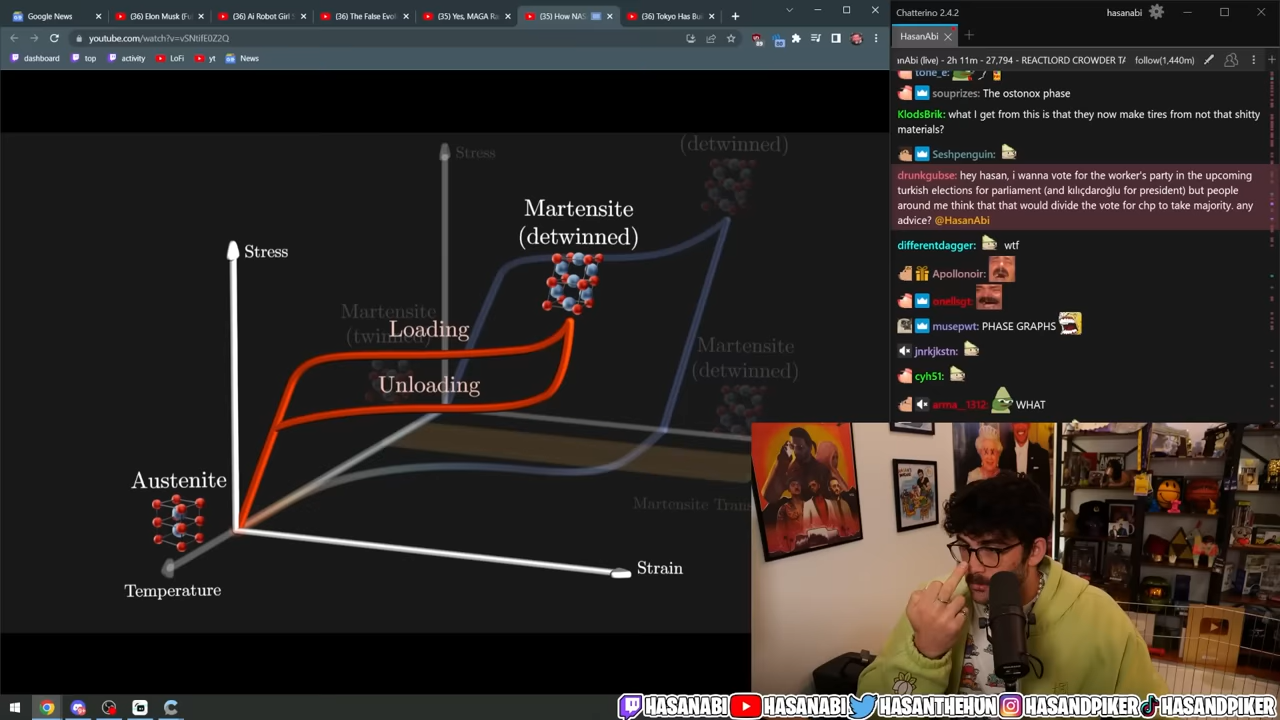 Google News
(36) Elon Musk (Fu
(36) Ai Robot Girl S
(36) The False Evol
(35) Yes, MAGA Ra
(35) How NAS
(36) Tokyo Has Bu
youtube.com/watch?v=vSNtifE0Z2Q
dashboard
top
activity
LoFi
yt
News
Stress
(detwinned)
Martensite
(detwinned)
Stress
Martensite
(twinned)
Loading
Martensite
(detwinned)
Unloading
Austenite
Martensite Trans
Strain
Temperature
Chatterino 2.4.2
hasanabi
HasanAbi
anAbi (live) - 2h 11m - 27,794 - REACTLORD CROWDER TA
follow(1,440m)
tone_e:
souprizes: The ostonox phase
KlodsBrik: what I get from this is that they now make tires from not that shitty
materials?
Seshpenguin:
drunkgubse: hey hasan, i wanna vote for the worker's party in the upcoming
turkish elections for parliament (and kılıçdaroğlu for president) but people
around me think that that would divide the vote for chp to take majority. any
advice? @HasanAbi
differentdagger: wtf
Apollonoir:
onellsgt:
musepwt: PHASE GRAPHS
jnrkjkstn:
cyh51:
arma__1312: WHAT
HASANABI
HASANABI
HASANTHEHUN
HASANDPIKER
HASANDPIKER